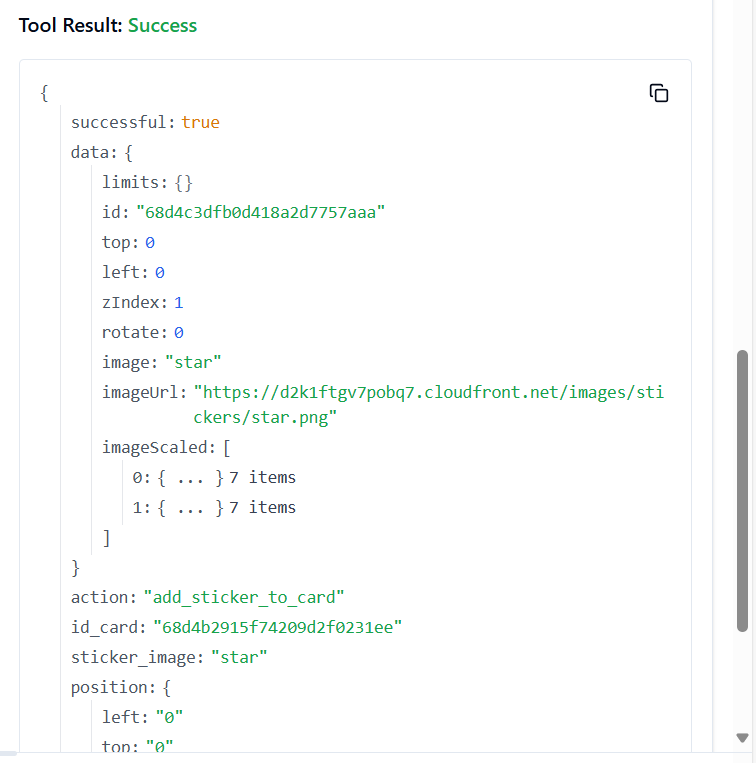 Tool Result: Success
{
successful: true
data: {
limits: {}
id: "68d4c3dfb0d418a2d7757aaa"
top: 0
left: 0
zIndex: 1
rotate: 0
image: "star"
imageUrl: "https://d2k1ftgv7pobq7.cloudfront.net/images/sti
ckers/star.png"
imageScaled: [
0: { ... } 7 items
1: { ... } 7 items
]
}
action: "add_sticker_to_card"
id_card: "68d4b2915f74209d2f0231ee"
sticker_image: "star"
position: {
left: "0"
top: "0"